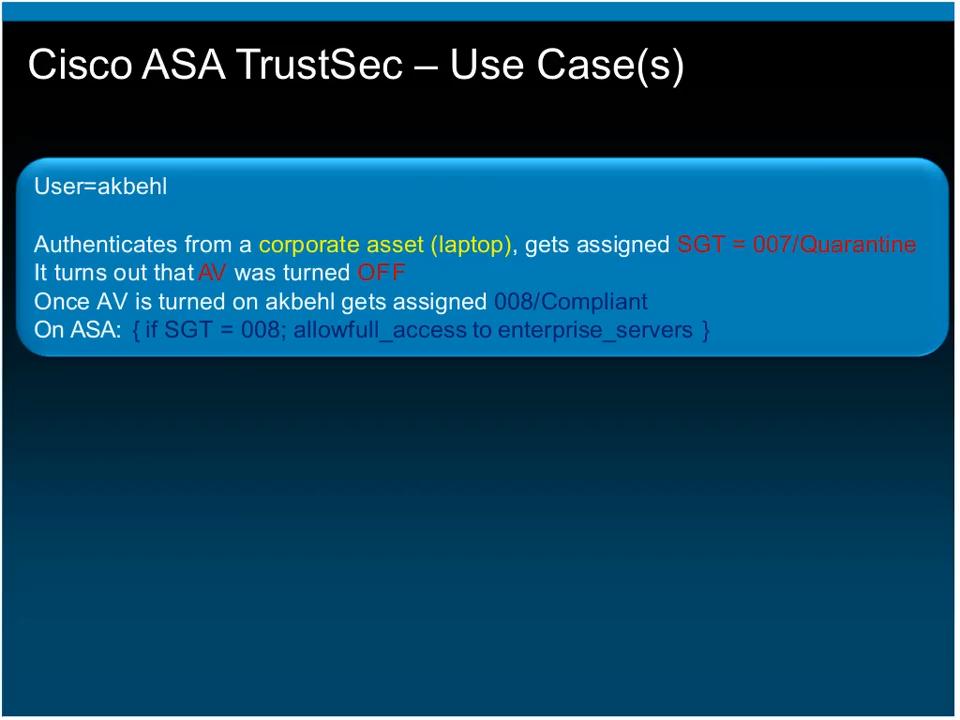 Cisco ASA TrustSec – Use Case(s)
User=akbehl
Authenticates from a corporate asset (laptop), gets assigned SGT = 007/Quarantine
It turns out that AV was turned OFF
Once AV is turned on akbehl gets assigned 008/Compliant
On ASA: { if SGT = 008; allowfull_access to enterprise_servers }